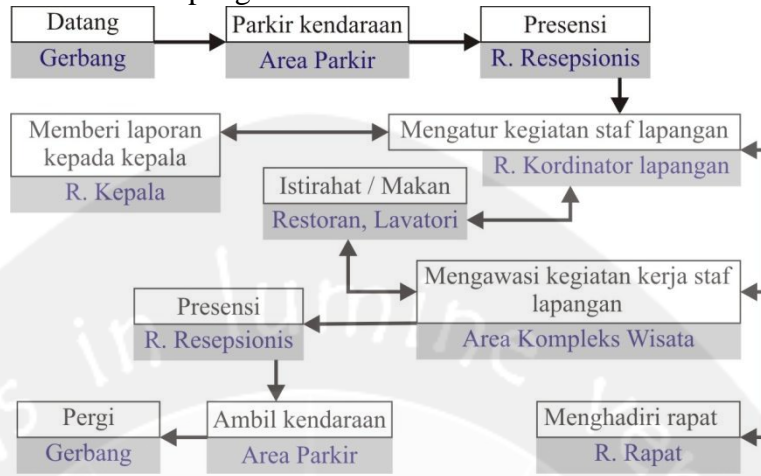 Datang
Gerbang
Parkir kendaraan
Area Parkir
Presensi
R. Resepsionis
Memberi laporan
kepada kepala
R. Kepala
Mengatur kegiatan staf lapangan
R. Kordinator lapangan
Istirahat / Makan
Restoran, Lavatori
Mengawasi kegiatan kerja staf
lapangan
Area Kompleks Wisata
Presensi
R. Resepsionis
Pergi
Gerbang
Ambil kendaraan
Area Parkir
Menghadiri rapat
R. Rapat
in lumine